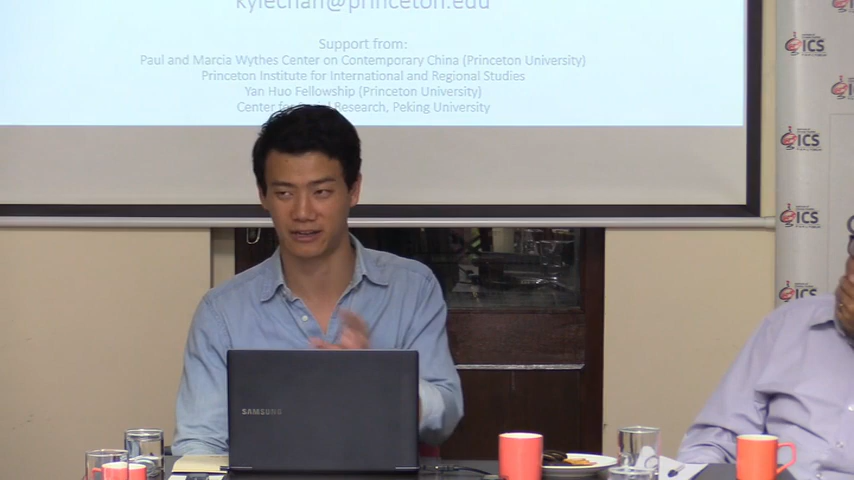 kylechan@princeton.edu
Support from:
Paul and Marcia Wythes Center on Contemporary China (Princeton University)
Princeton Institute for International and Regional Studies
Yan Huo Fellowship (Princeton University)
Center for Research, Peking University
ICS
ICS
ICS
ICS
ICS
SAMSUNG